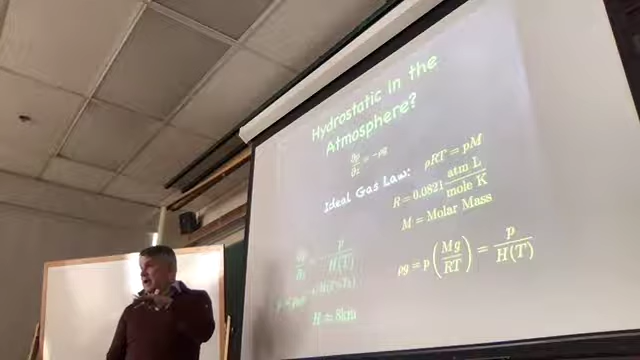 Hydrostatic in the
Atmosphere?
∂p/∂z = −ρg
Ideal Gas Law: ρRT = pM
R = 0.0821 atm L / mole K
M = Molar Mass
ρg = p (Mg/RT) = p/H(T)
p/H(T)
H ≈ 8km